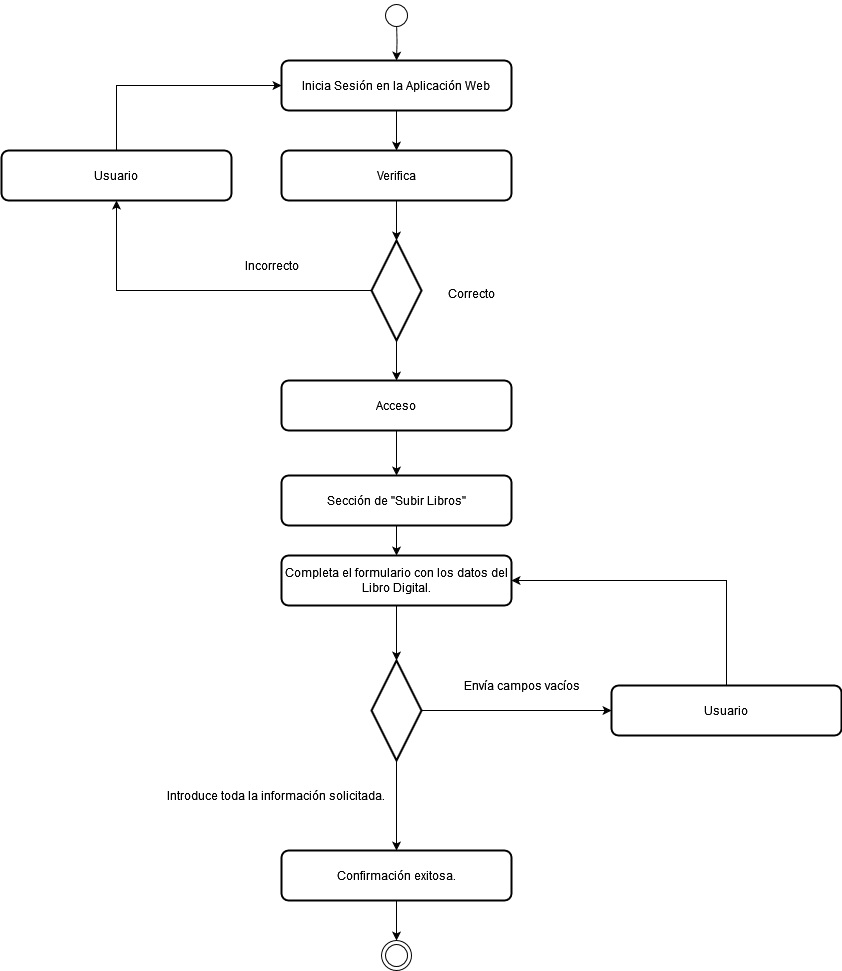 Inicia Sesión en la Aplicación Web
Usuario
Verifica
Incorrecto
Correcto
Acceso
Sección de "Subir Libros"
Completa el formulario con los datos del
Libro Digital.
Envía campos vacíos
Usuario
Introduce toda la información solicitada.
Confirmación exitosa.